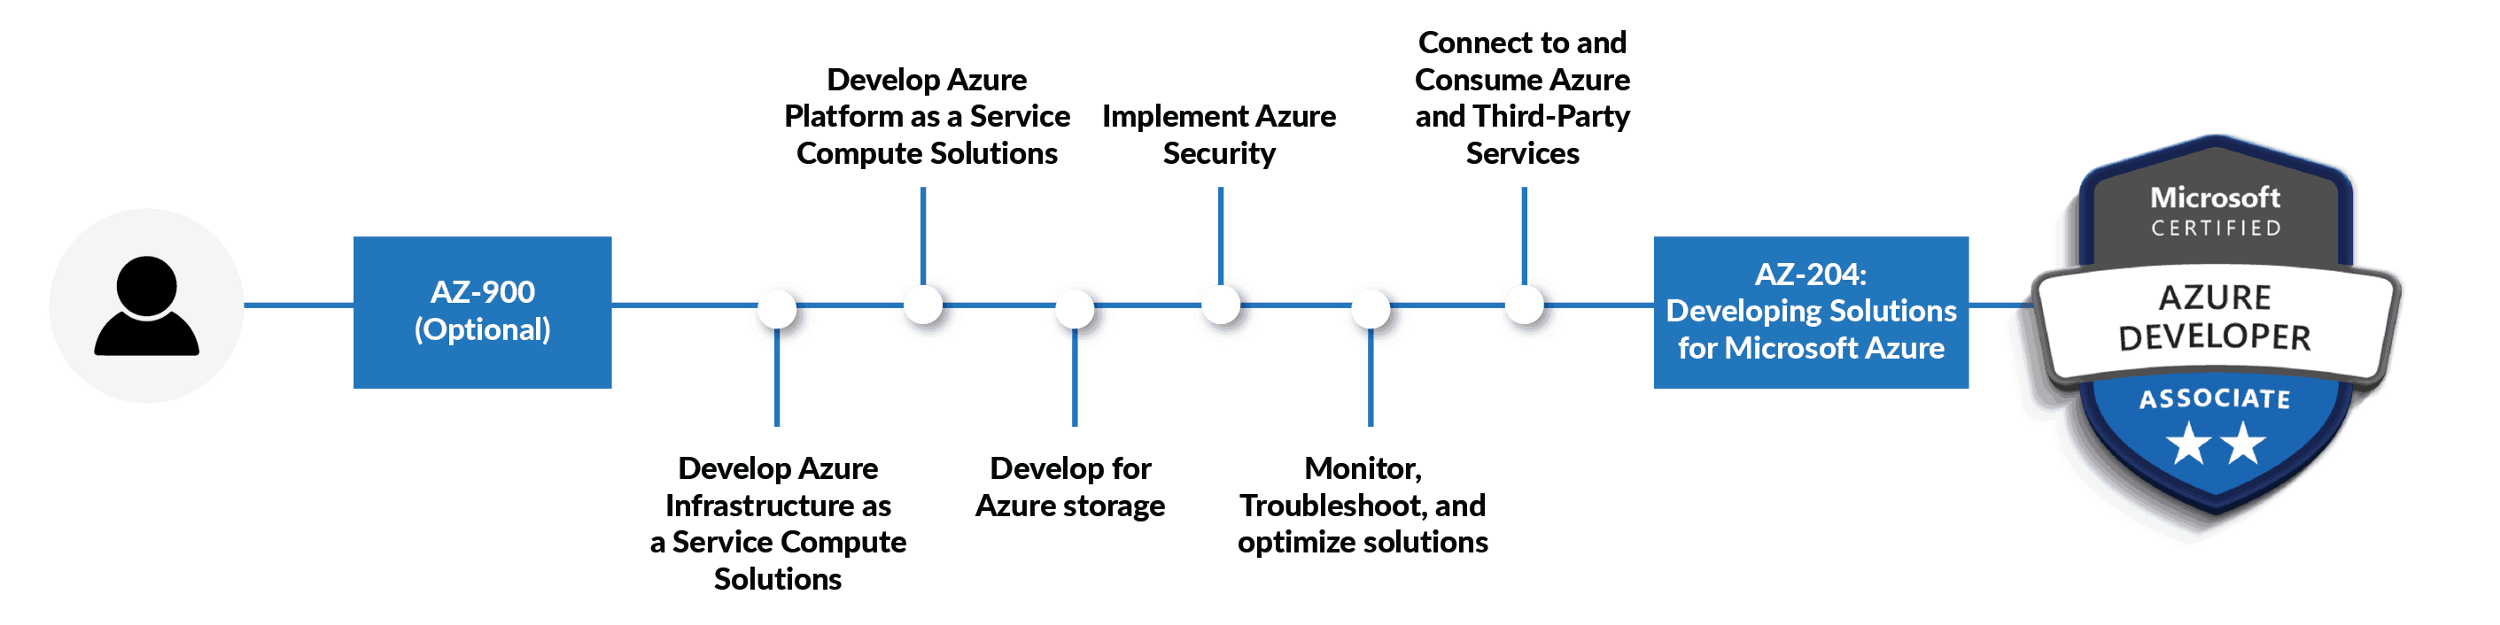 AZ-900
(Optional)
Develop Azure
Infrastructure as
a Service Compute
Solutions
Develop Azure
Platform as a Service
Compute Solutions
Develop for
Azure storage
Implement Azure
Security
Monitor,
Troubleshoot, and
optimize solutions
Connect to and
Consume Azure
and Third-Party
Services
AZ-204:
Developing Solutions
for Microsoft Azure
Microsoft
CERTIFIED
AZURE
DEVELOPER
ASSOCIATE